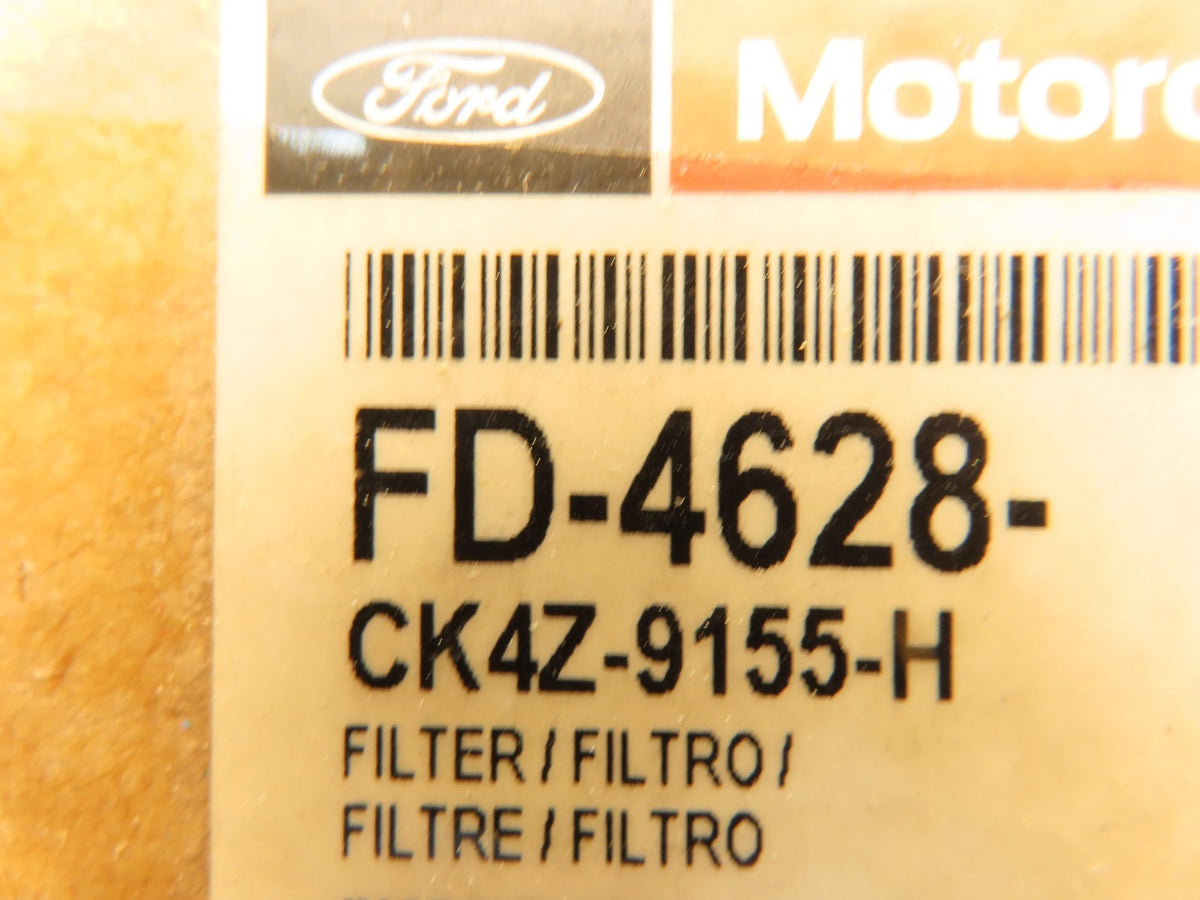 Ford Motorc
FD-4628-
CK4Z-9155-H
FILTER / FILTRO /
FILTRE / FILTRO